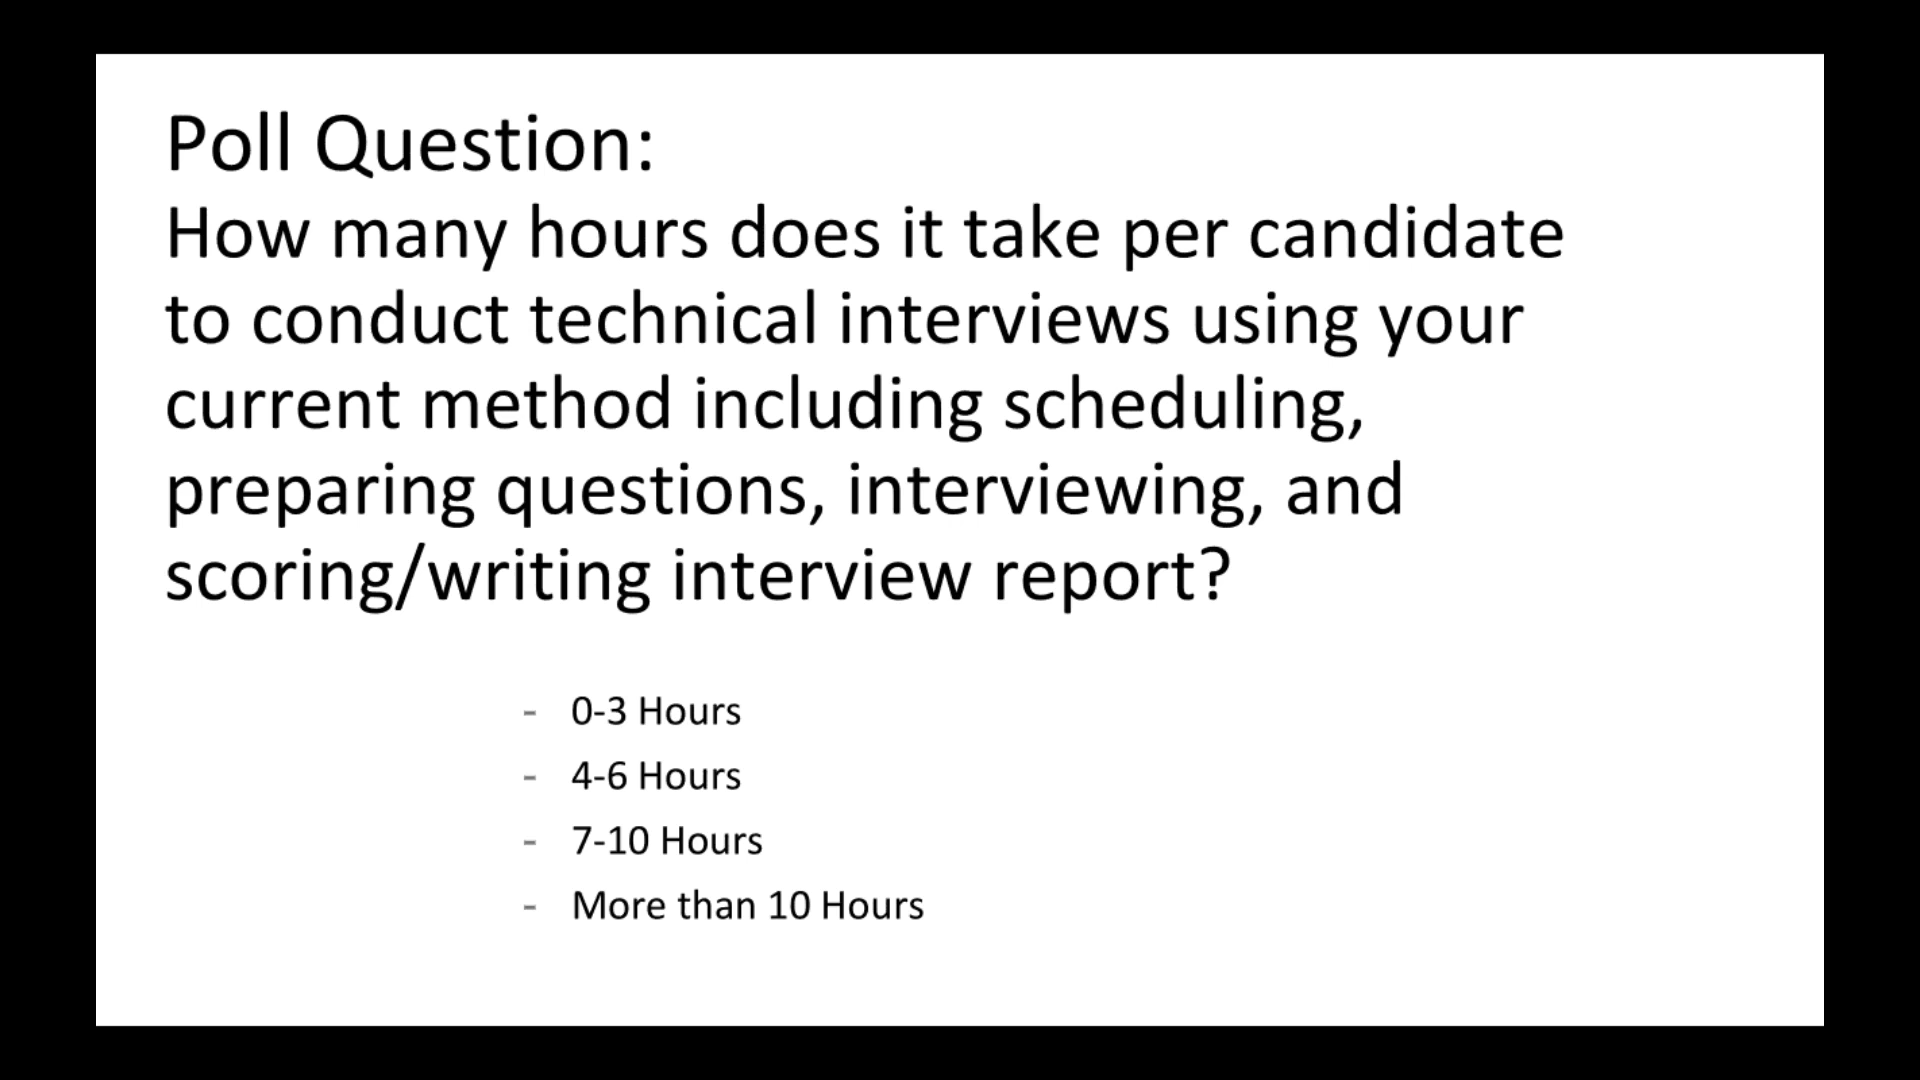 Poll Question:
How many hours does it take per candidate
to conduct technical interviews using your
current method including scheduling,
preparing questions, interviewing, and
scoring/writing interview report?
- 0-3 Hours
- 4-6 Hours
- 7-10 Hours
- More than 10 Hours